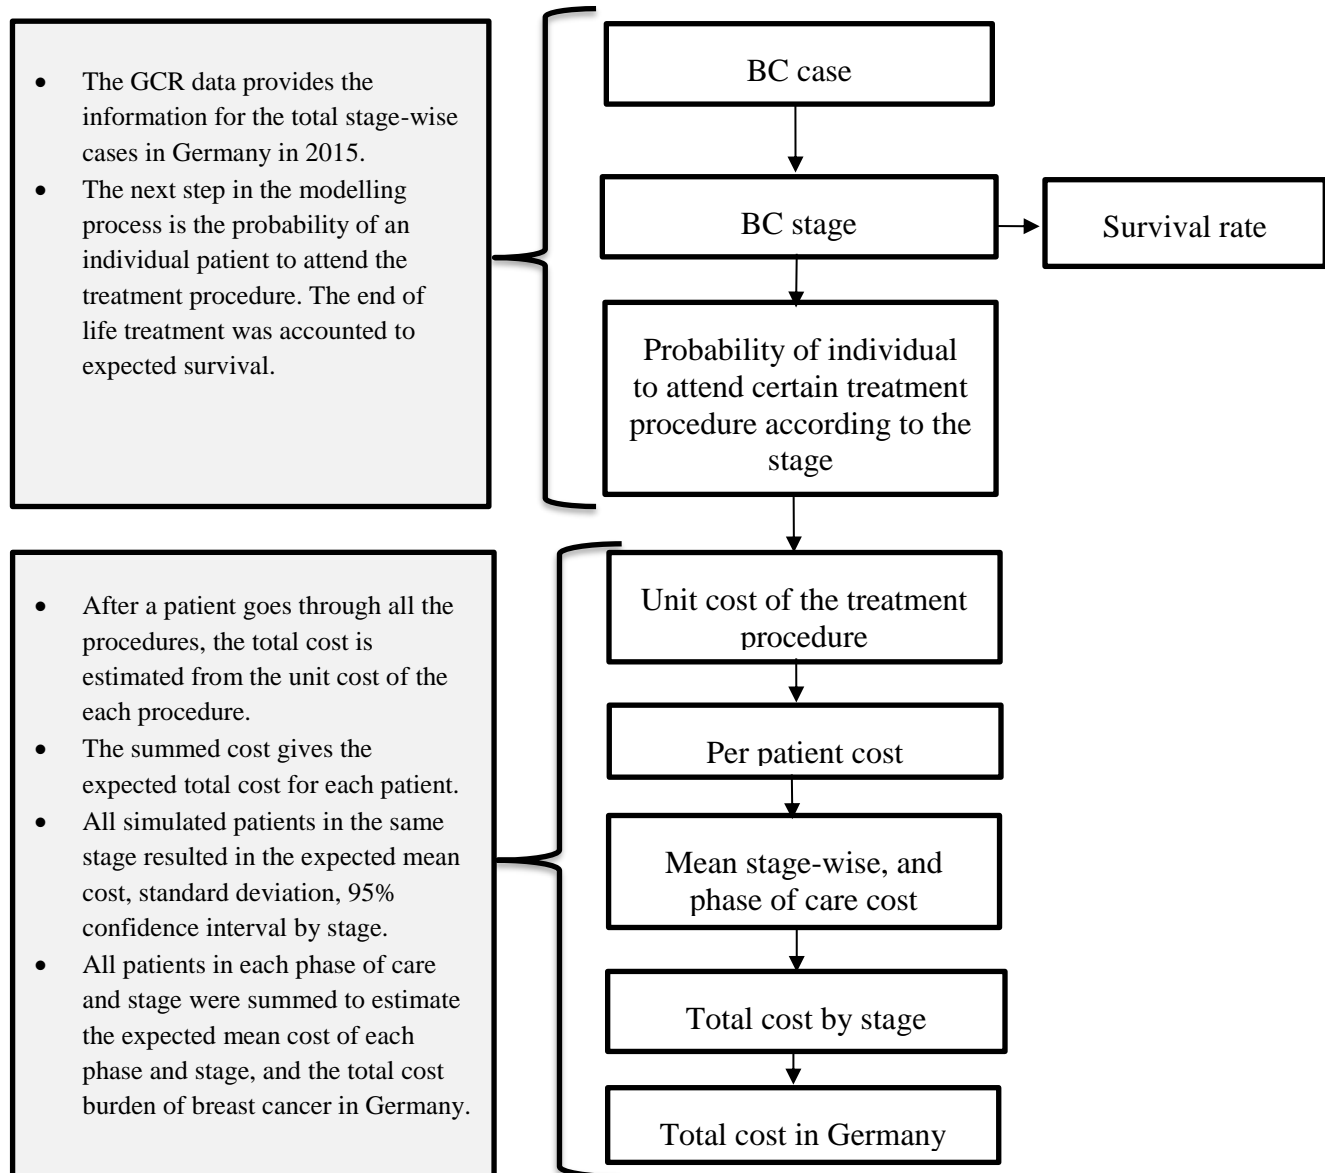 • The GCR data provides the
information for the total stage-wise
cases in Germany in 2015.
• The next step in the modelling
process is the probability of an
individual patient to attend the
treatment procedure. The end of
life treatment was accounted to
expected survival.
BC case
BC stage
Survival rate
Probability of individual
to attend certain treatment
procedure according to the
stage
• After a patient goes through all the
procedures, the total cost is
estimated from the unit cost of the
each procedure.
• The summed cost gives the
expected total cost for each patient.
• All simulated patients in the same
stage resulted in the expected mean
cost, standard deviation, 95%
confidence interval by stage.
• All patients in each phase of care
and stage were summed to estimate
the expected mean cost of each
phase and stage, and the total cost
burden of breast cancer in Germany.
Unit cost of the treatment
procedure
Per patient cost
Mean stage-wise, and
phase of care cost
Total cost by stage
Total cost in Germany